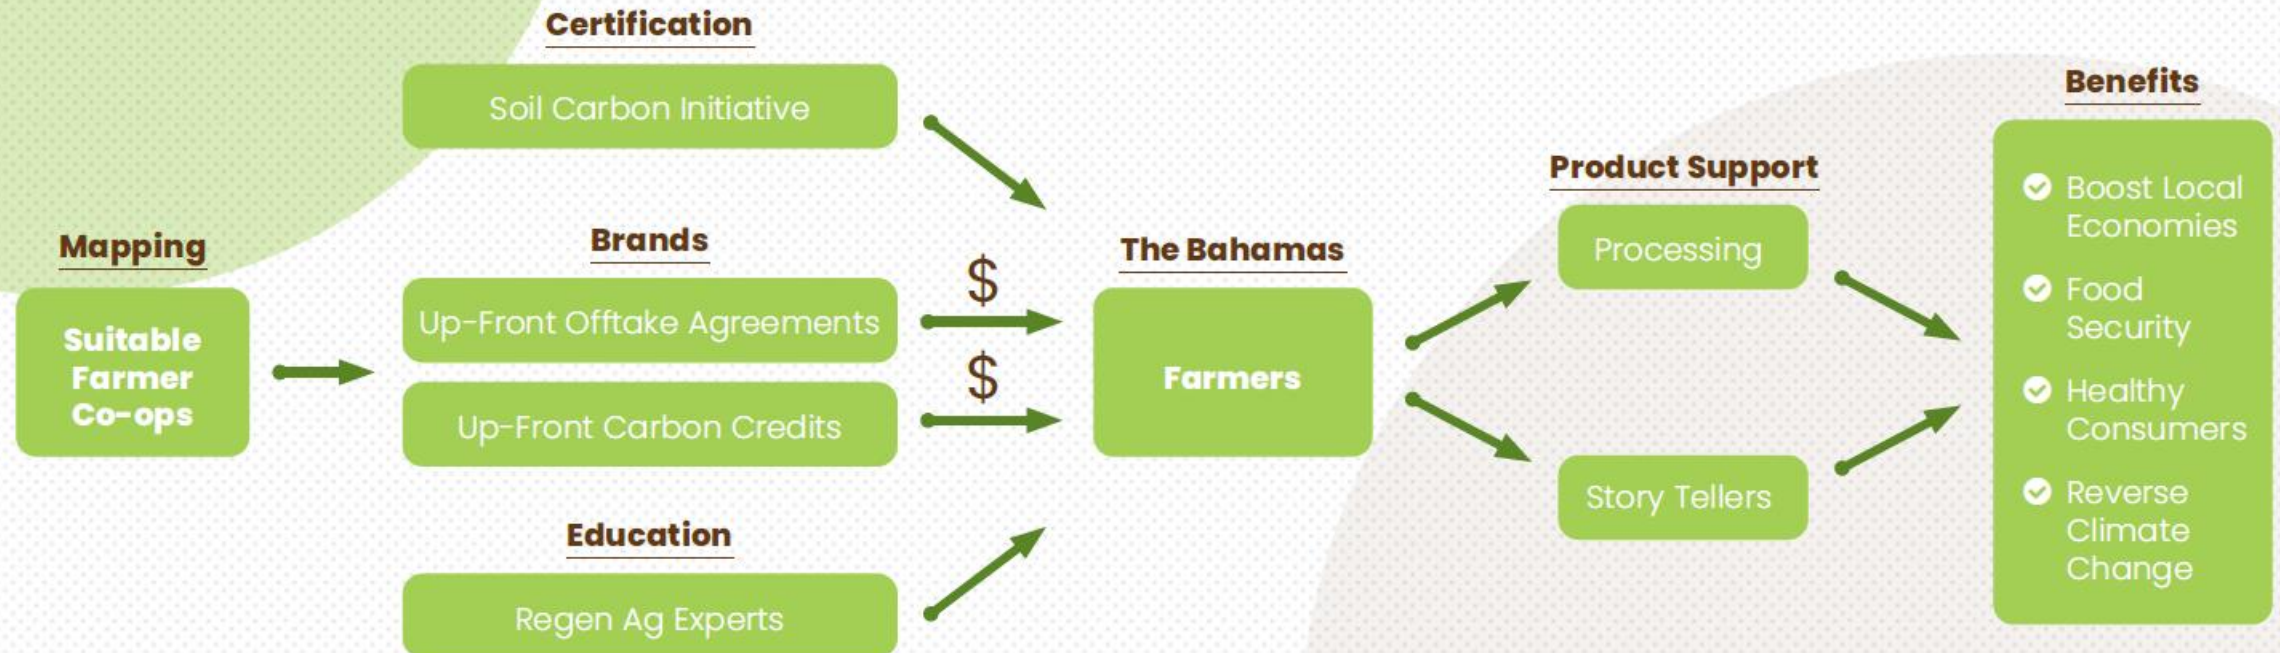 Mapping
Suitable
Farmer
Co-ops
Certification
Soil Carbon Initiative
Brands
Up-Front Offtake Agreements
Up-Front Carbon Credits
Education
Regen Ag Experts
$
$
The Bahamas
Farmers
Product Support
Processing
Story Tellers
Benefits
Boost Local
Economies
Food
Security
Healthy
Consumers
Reverse
Climate
Change